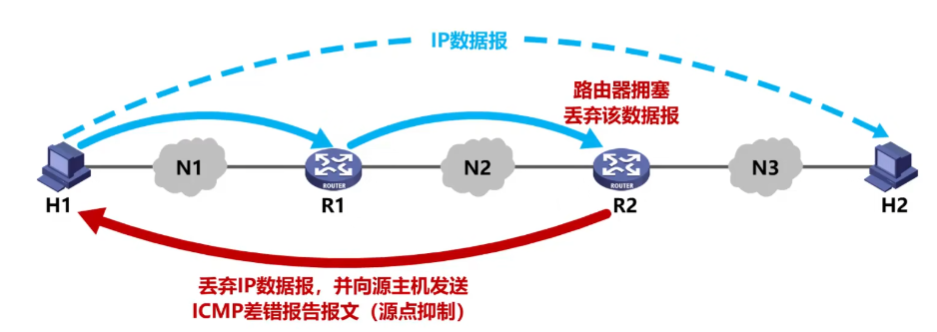 IP数据报
路由器拥塞
丢弃该数据报
N1
N2
N3
ROUTER
ROUTER
H1
R1
R2
H2
丢弃IP数据报，并向源主机发送
ICMP差错报告报文（源点抑制）